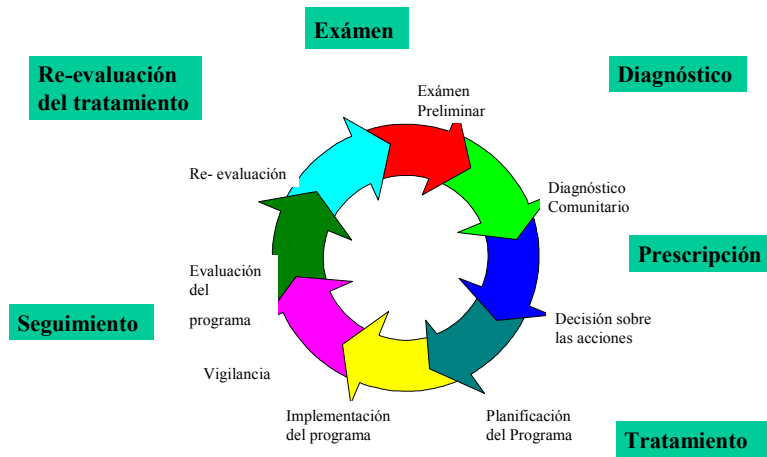 Exámen
Re-evaluación
del tratamiento
Diagnóstico
Exámen
Preliminar
Re- evaluación
Diagnóstico
Comunitario
Prescripción
Evaluación
del
programa
Seguimiento
Decisión sobre
las acciones
Vigilancia
Implementación
del programa
Planificación
del Programa
Tratamiento